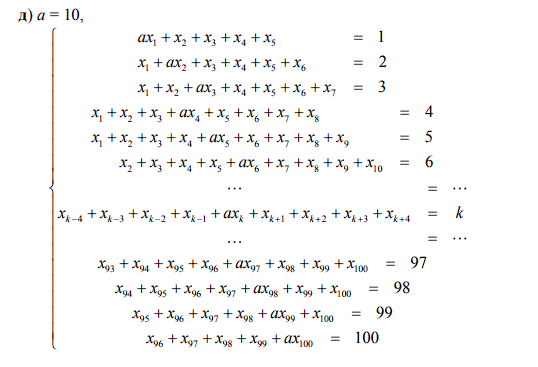 д) a = 10,
ax₁ + x₂ + x₃ + x₄ + x₅ = 1
x₁ + ax₂ + x₃ + x₄ + x₅ + x₆ = 2
x₁ + x₂ + ax₃ + x₄ + x₅ + x₆ + x₇ = 3
x₁ + x₂ + x₃ + ax₄ + x₅ + x₆ + x₇ + x₈ = 4
x₁ + x₂ + x₃ + x₄ + ax₅ + x₆ + x₇ + x₈ + x₉ = 5
x₂ + x₃ + x₄ + x₅ + ax₆ + x₇ + x₈ + x₉ + x₁₀ = 6
... = ...
xₖ₋₄ + xₖ₋₃ + xₖ₋₂ + xₖ₋₁ + axₖ + xₖ₊₁ + xₖ₊₂ + xₖ₊₃ + xₖ₊₄ = k
... = ...
x₉₃ + x₉₄ + x₉₅ + x₉₆ + ax₉₇ + x₉₈ + x₉₉ + x₁₀₀ = 97
x₉₄ + x₉₅ + x₉₆ + x₉₇ + ax₉₈ + x₉₉ + x₁₀₀ = 98
x₉₅ + x₉₆ + x₉₇ + x₉₈ + ax₉₉ + x₁₀₀ = 99
x₉₆ + x₉₇ + x₉₈ + x₉₉ + ax₁₀₀ = 100